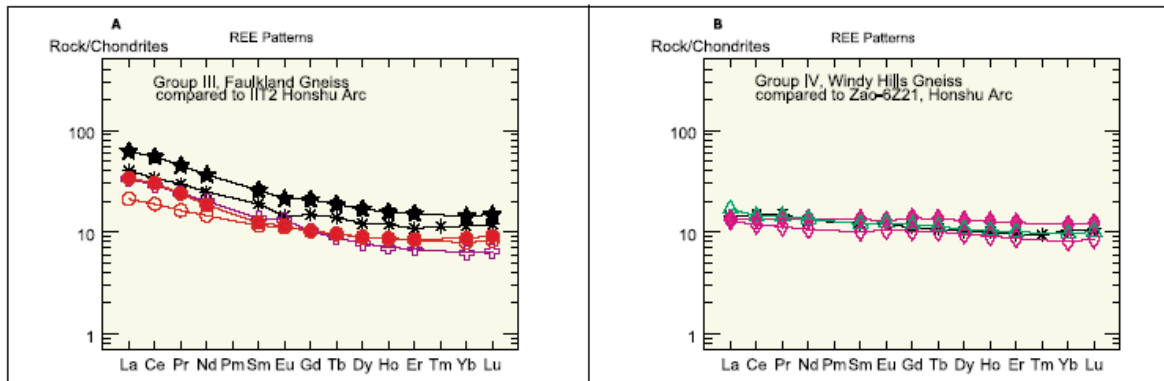 A
REE Patterns
Rock/Chondrites
Group III, Faulkland Gneiss
compared to IIT2 Honshu Arc
100
10
1
La Ce Pr Nd Pm Sm Eu Gd Tb Dy Ho Er Tm Yb Lu
B
REE Patterns
Rock/Chondrites
Group IV, Windy Hills Gneiss
compared to Zao-6Z21, Honshu Arc
100
10
1
La Ce Pr Nd Pm Sm Eu Gd Tb Dy Ho Er Tm Yb Lu